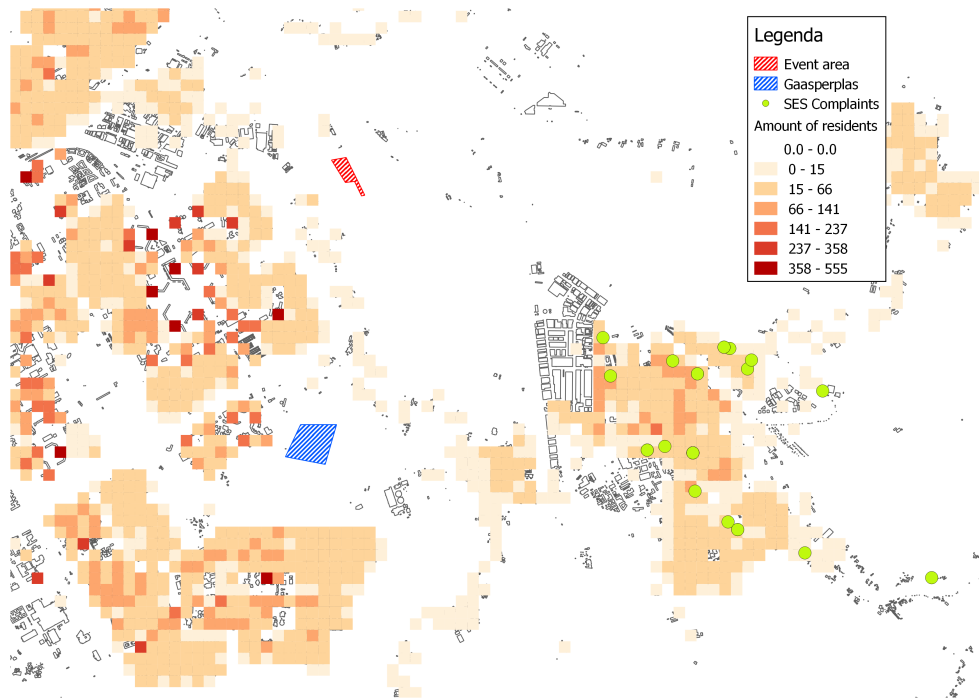 Legenda
Event area
Gaasperplas
SES Complaints
Amount of residents
0.0 - 0.0
0 - 15
15 - 66
66 - 141
141 - 237
237 - 358
358 - 555